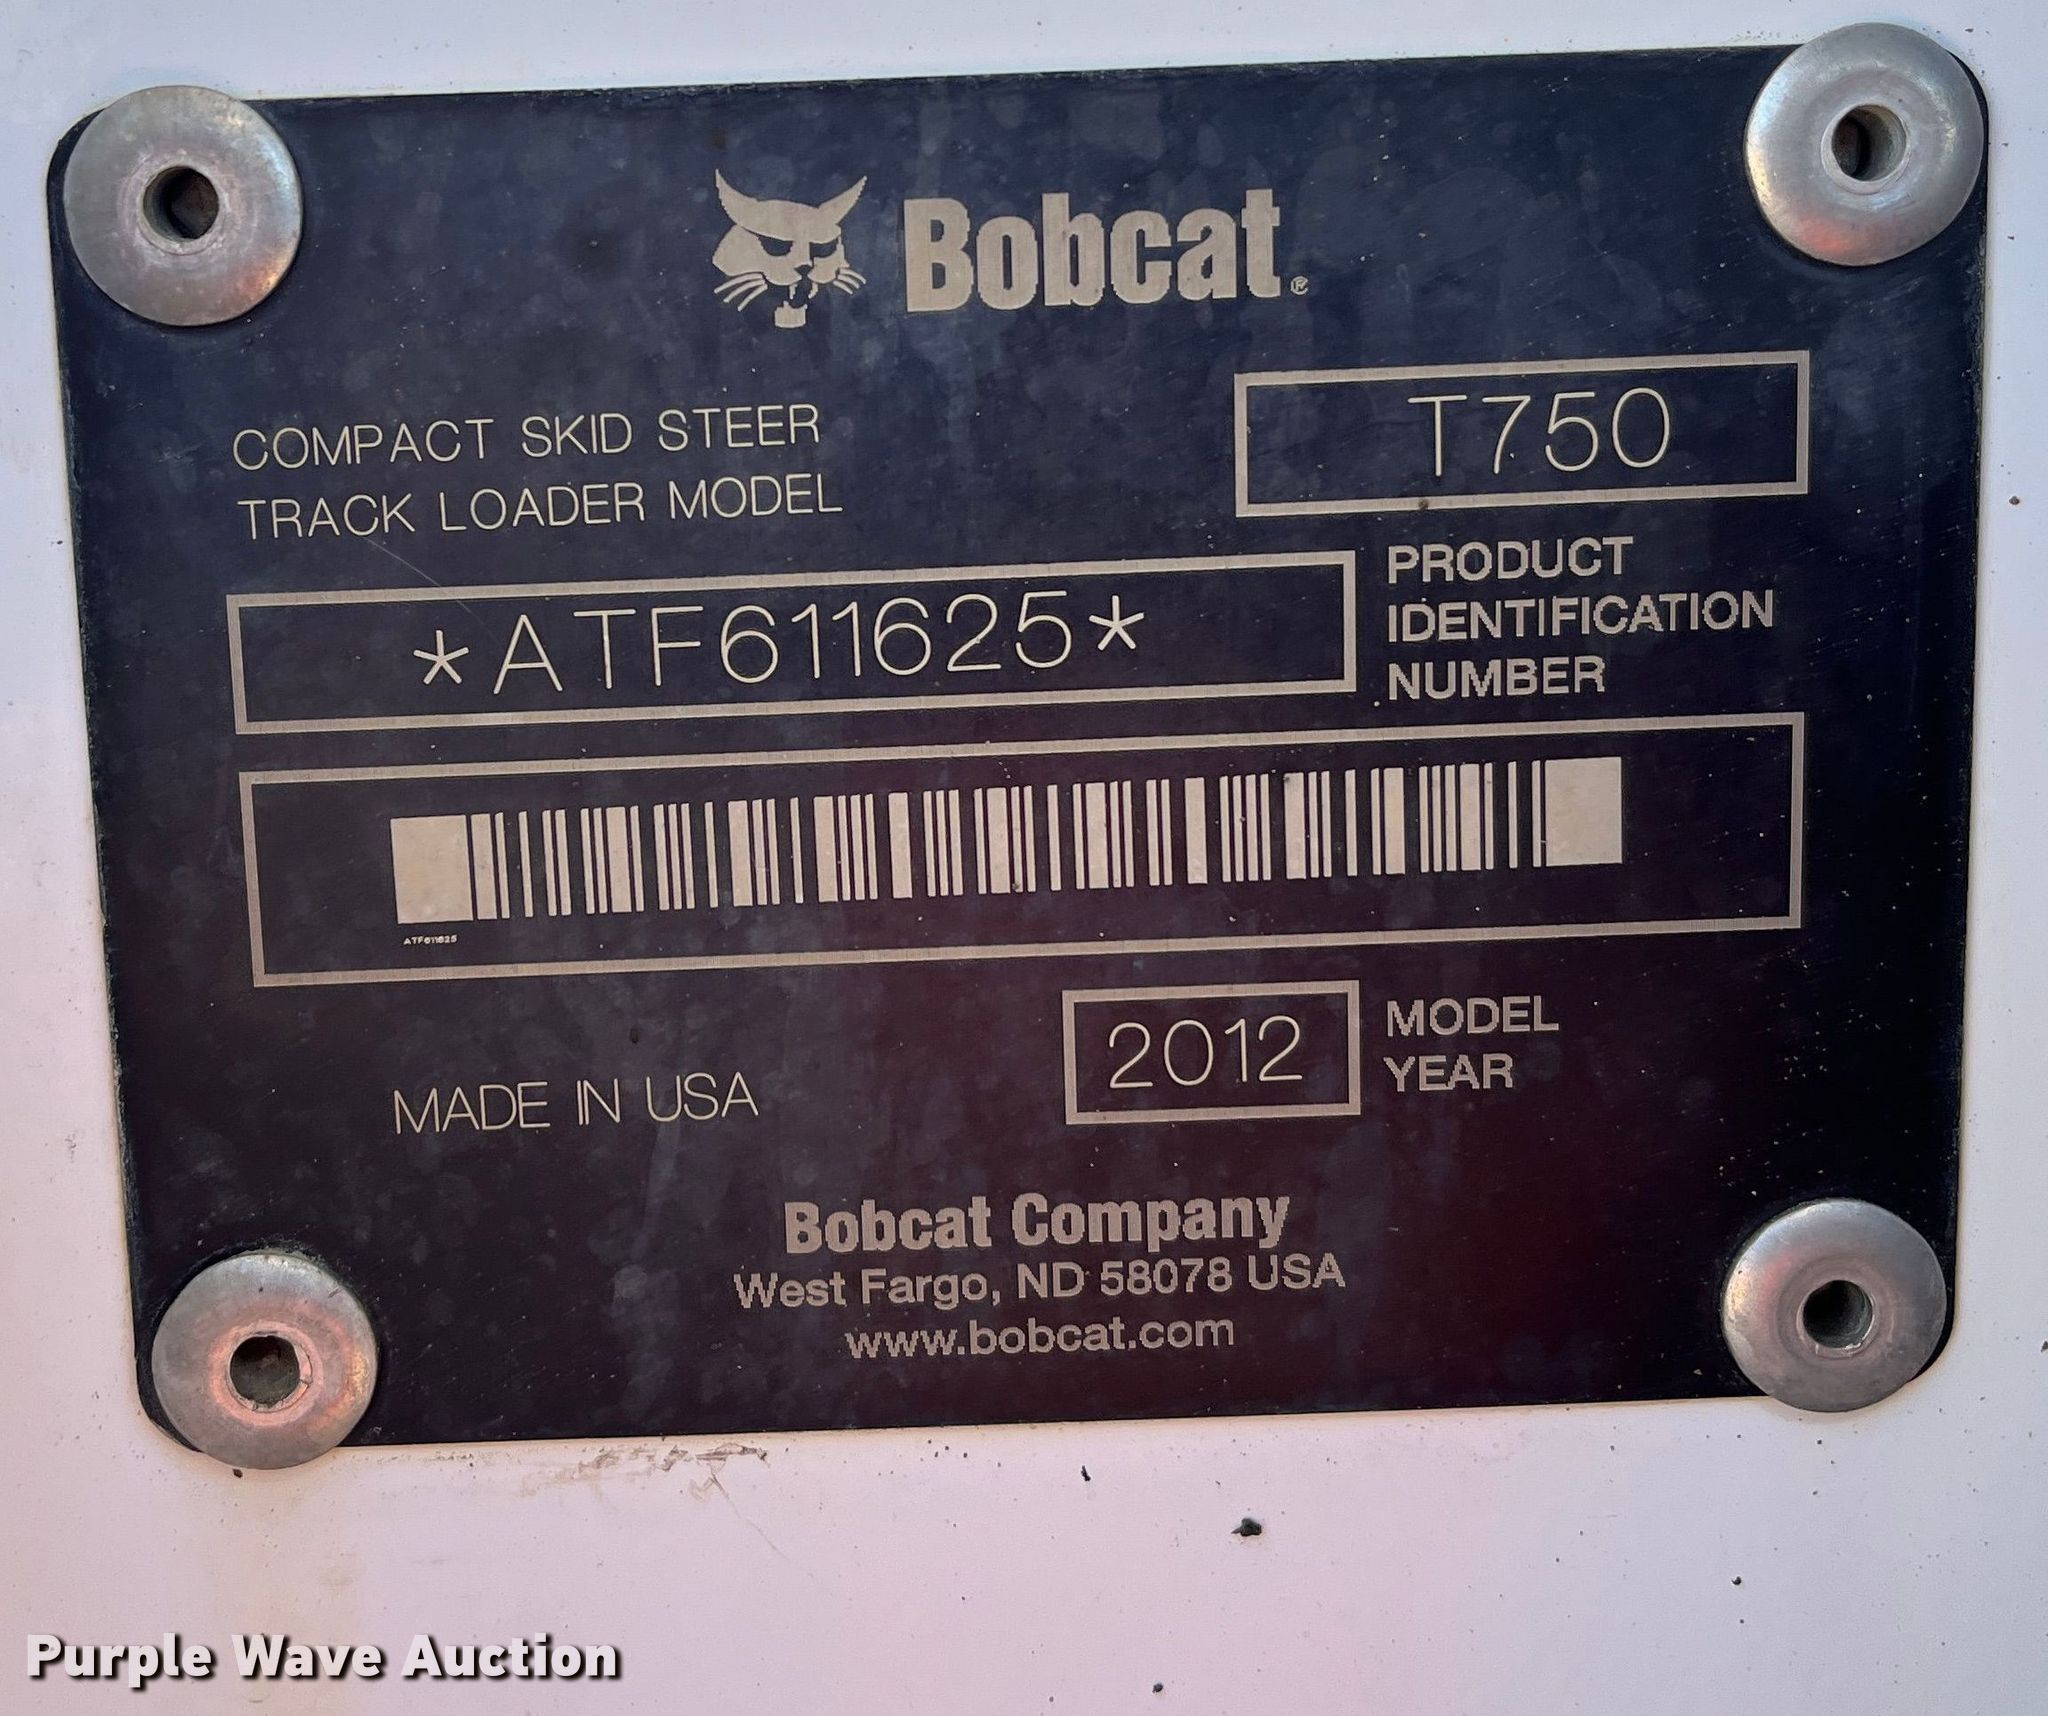 Bobcat®
COMPACT SKID STEER
TRACK LOADER MODEL
T750
*ATF611625*
PRODUCT
IDENTIFICATION
NUMBER
ATF611625
MADE IN USA
2012
MODEL
YEAR
Bobcat Company
West Fargo, ND 58078 USA
www.bobcat.com
Purple Wave Auction